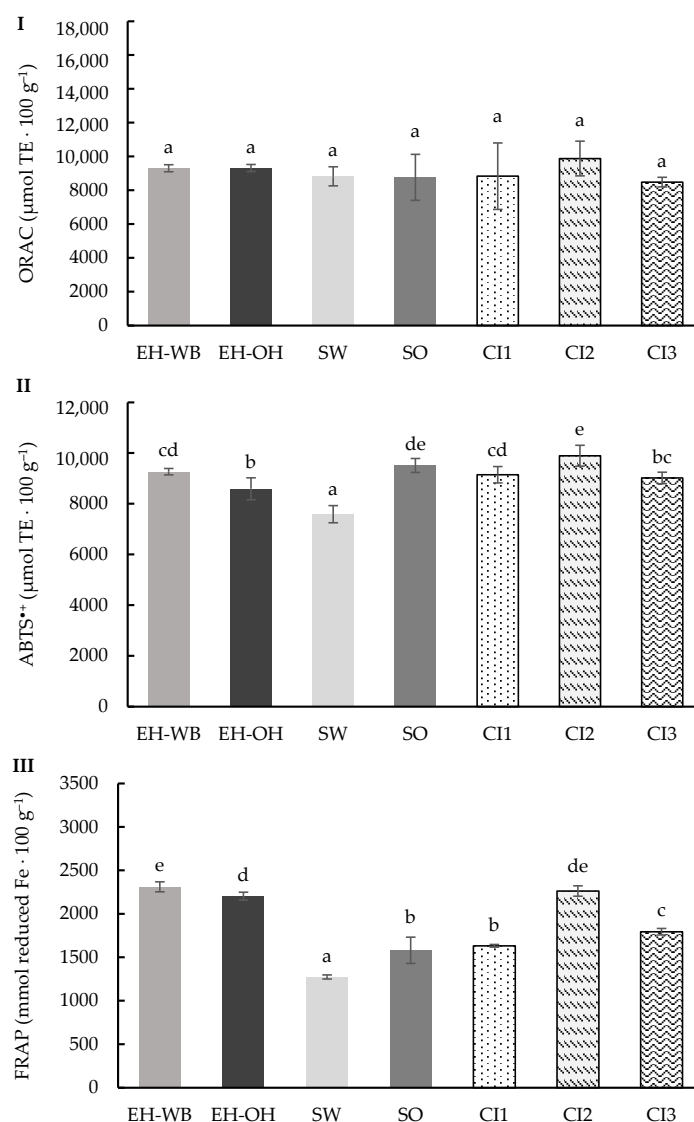 I
18,000
16,000
14,000
12,000
10,000
8000
6000
4000
2000
0
ORAC (µmol TE · 100 g⁻¹)
a a a a a a a
EH-WB EH-OH SW SO CI1 CI2 CI3
II
12,000
10,000
8000
6000
4000
2000
0
ABTS•⁺ (µmol TE · 100 g⁻¹)
cd b a de cd e bc
EH-WB EH-OH SW SO CI1 CI2 CI3
III
3500
3000
2500
2000
1500
1000
500
0
FRAP (mmol reduced Fe · 100 g⁻¹)
e d a b b de c
EH-WB EH-OH SW SO CI1 CI2 CI3